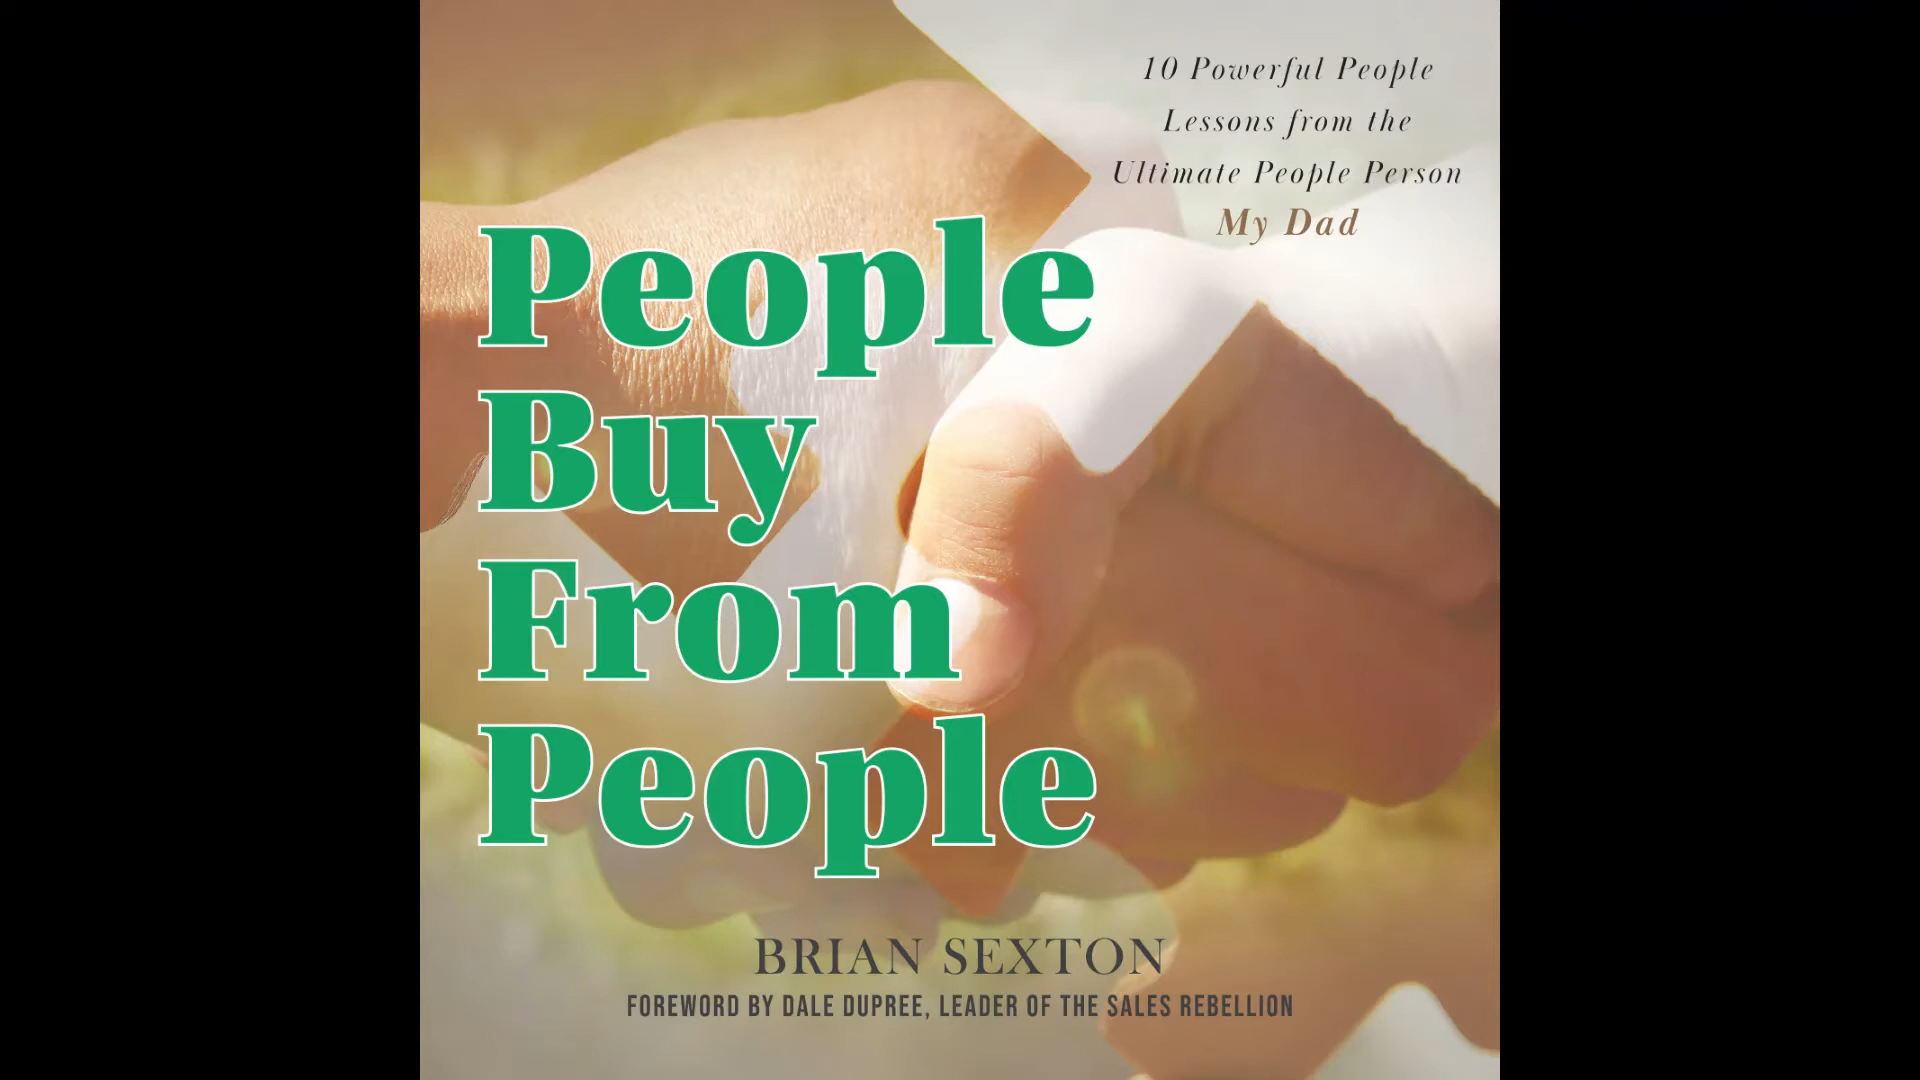 10 Powerful People
Lessons from the
Ultimate People Person
My Dad
People
Buy
From
People
BRIAN SEXTON
FOREWORD BY DALE DUPREE, LEADER OF THE SALES REBELLION